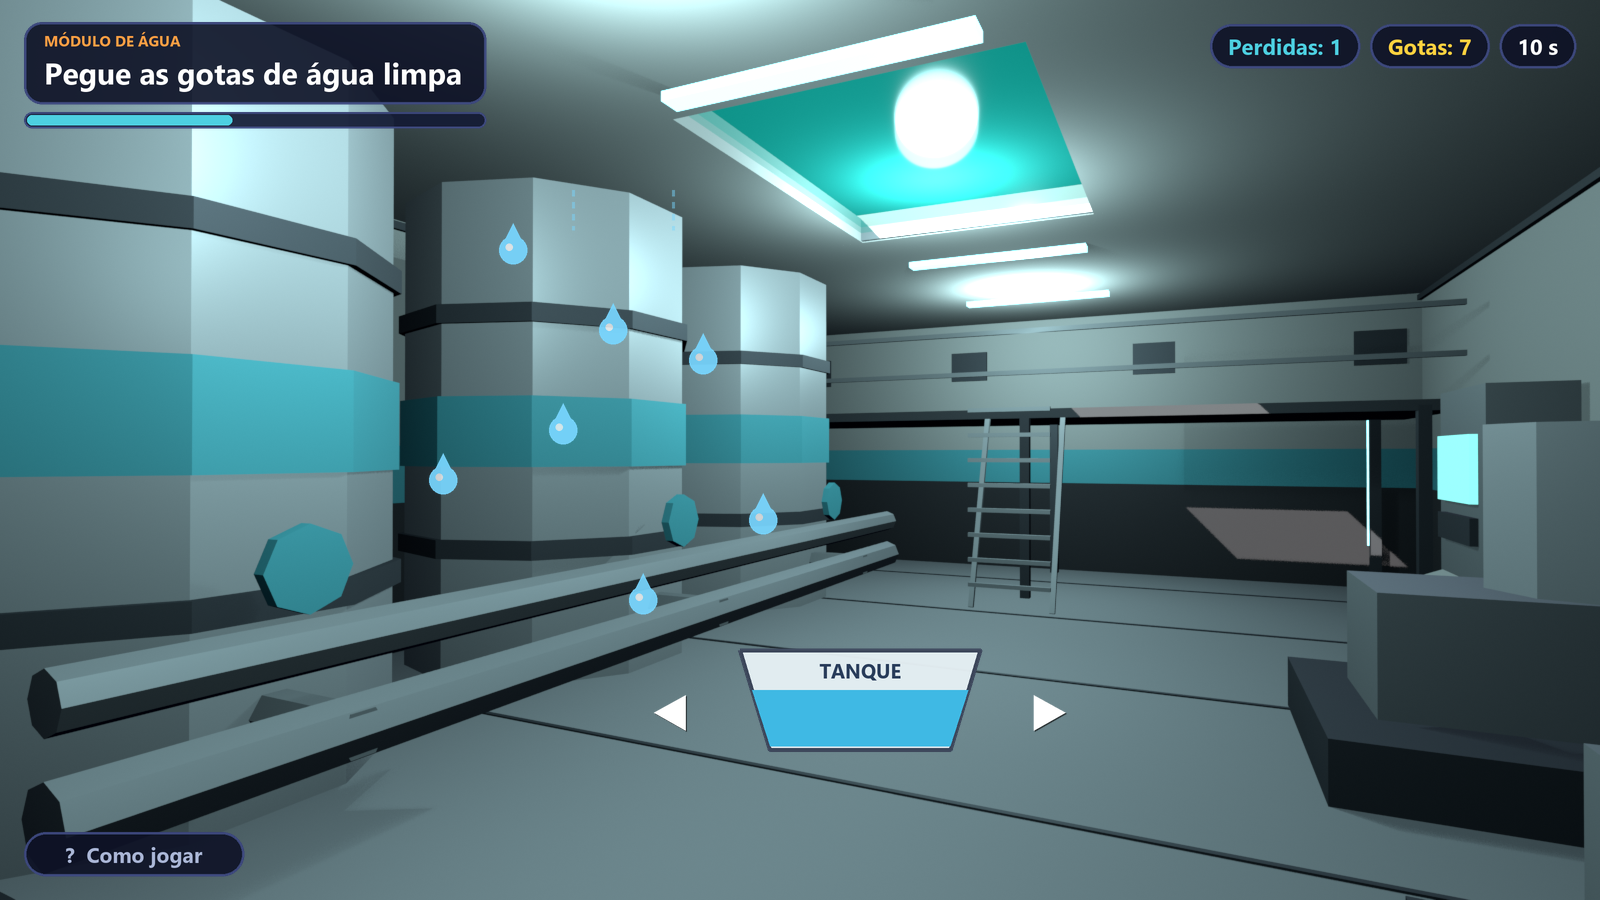 MÓDULO DE ÁGUA
Pegue as gotas de água limpa
Perdidas: 1
Gotas: 7
10 s
TANQUE
? Como jogar